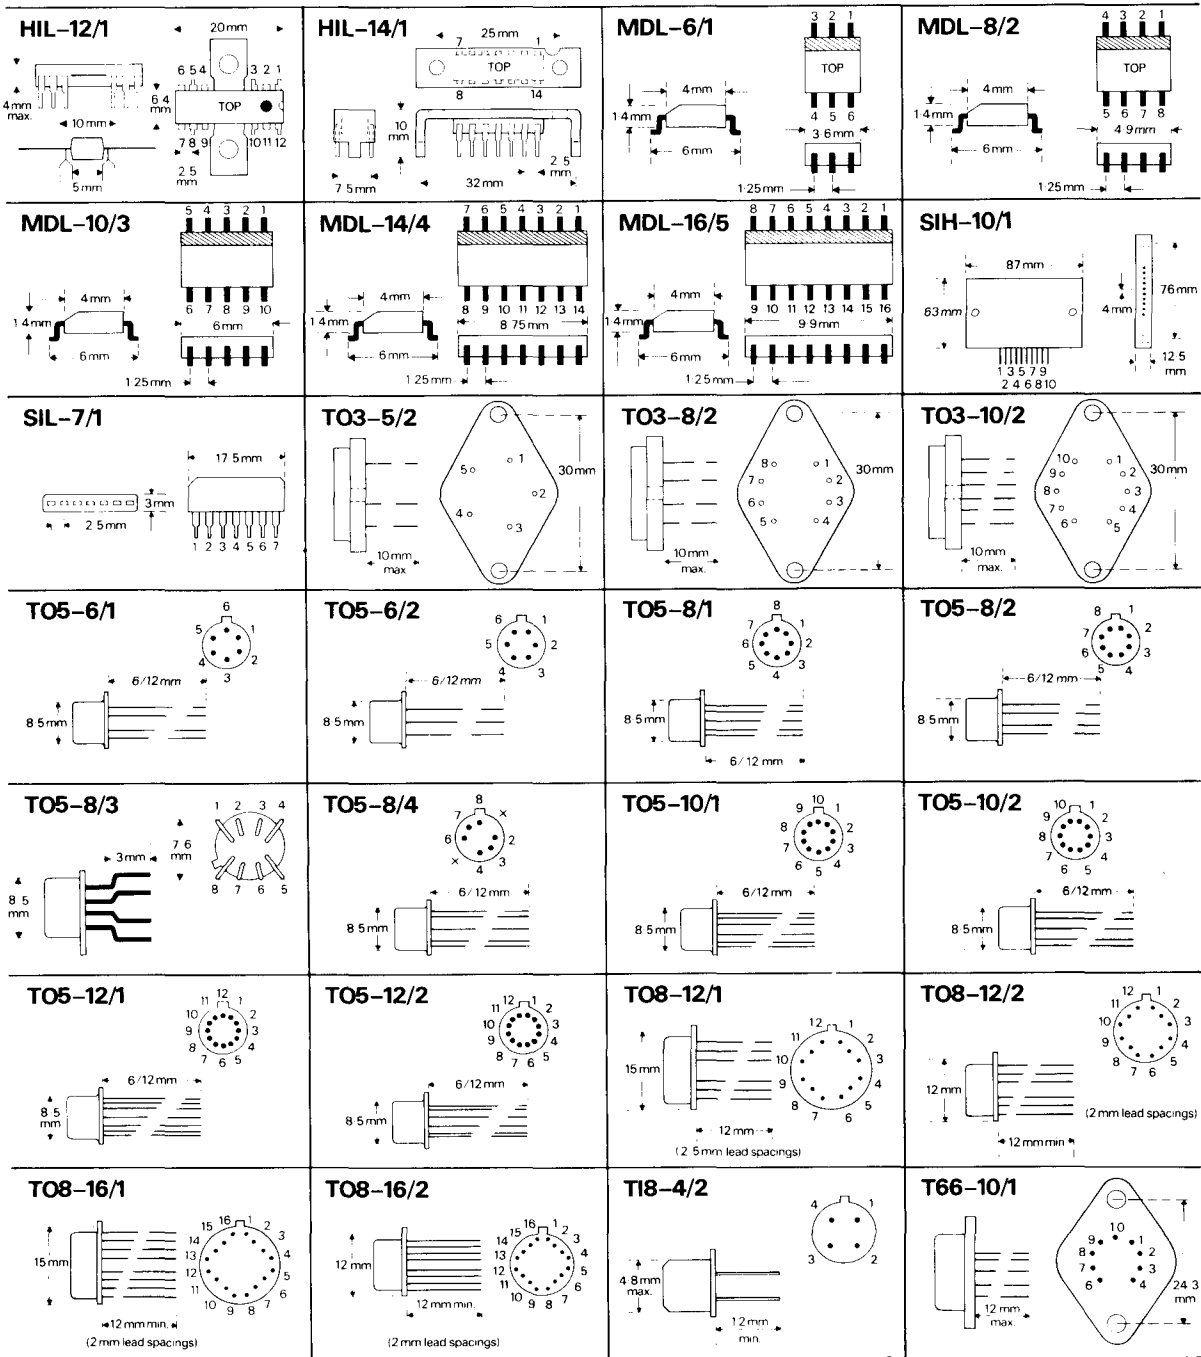 HIL–12/1
20mm
6 5 4 3 2 1
4mm
max.
6 4
mm
TOP
10mm
7 8 9 10 11 12
2 5
mm
5mm
HIL–14/1
25mm
7 1
TOP
8 14
10
mm
7 5mm
32mm
2 5
mm
MDL–6/1
3 2 1
TOP
4mm
1 4mm
4 5 6
3 6mm
6mm
1·25mm
MDL–8/2
4 3 2 1
TOP
4mm
1·4mm
5 6 7 8
4 9mm
6mm
1·25mm
MDL–10/3
5 4 3 2 1
4mm
1 4mm
6 7 8 9 10
6mm
6mm
1·25mm
MDL–14/4
7 6 5 4 3 2 1
4mm
1 4mm
8 9 10 11 12 13 14
8 75mm
6mm
1·25mm
MDL–16/5
8 7 6 5 4 3 2 1
4mm
1 4mm
9 10 11 12 13 14 15 16
9·9mm
6mm
1·25mm
SIH–10/1
87mm
63mm
4mm
76mm
1 3 5 7 9
2 4 6 8 10
12·5
mm
SIL–7/1
17 5mm
3mm
2 5mm
1 2 3 4 5 6 7
TO3–5/2
5 1
2
4 3
30mm
10mm
max.
TO3–8/2
8 1
7 2
6 3
5 4
30mm
10mm
max.
TO3–10/2
10 1
9 2
8 3
7 4
6 5
30mm
10mm
max.
TO5–6/1
6
5 1
4 2
3
6/12mm
8 5mm
TO5–6/2
6 1
5 2
4 3
6/12mm
8 5mm
TO5–8/1
8
7 1
6 2
5 3
4
8·5mm
6/12mm
TO5–8/2
8 1
7 2
6 3
5 4
6/12mm
8·5mm
TO5–8/3
1 2 3 4
7 6
mm
3mm
8 7 6 5
8 5
mm
TO5–8/4
8
7 x
6 2
x 3
4
6/12mm
8 5mm
TO5–10/1
10
9 1
8 2
7 3
6 4
5
6/12mm
8·5mm
TO5–10/2
10 1
9 2
8 3
7 4
6 5
6/12mm
8·5mm
TO5–12/1
12
11 1
10 2
9 3
8 4
7 6 5
6/12mm
8 5
mm
TO5–12/2
12 1
11 2
10 3
9 4
8 5
7 6
6/12mm
8·5mm
TO8–12/1
12 1
11 2
10 3
9 4
8 5
7 6
15mm
12mm
(2 5mm lead spacings)
TO8–12/2
12 1
11 2
10 3
9 4
8 5
7 6
12mm
(2mm lead spacings)
12mm min.
TO8–16/1
16 1
15 2
14 3
13 4
12 5
11 6
10 7
9 8
15mm
12mm min.
(2mm lead spacings)
TO8–16/2
16 1
15 2
14 3
13 4
12 5
11 6
10 7
9 8
12mm
12mm min.
(2mm lead spacings)
TI8–4/2
4 1
3 2
4·8mm
max.
12mm
min.
T66–10/1
10
9 1
8 2
7 3
6 4
24·3
mm
12mm
max.